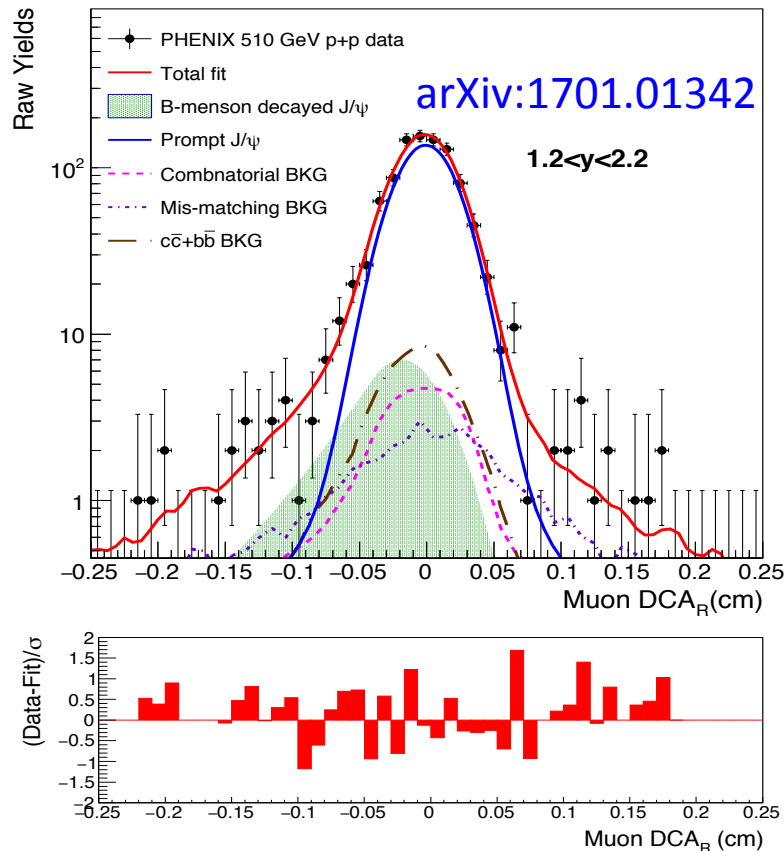 Raw Yields
PHENIX 510 GeV p+p data
Total fit
B-menson decayed J/ψ
Prompt J/ψ
Combnatorial BKG
Mis-matching BKG
cc̄+bb̄ BKG
arXiv:1701.01342
1.2<y<2.2
10²
10
1
−0.25 −0.2 −0.15 −0.1 −0.05 0 0.05 0.1 0.15 0.2 0.25
Muon DCA_R(cm)
(Data-Fit)/σ
2
1.5
1
0.5
0
−0.5
−1
−1.5
−2
−0.25 −0.2 −0.15 −0.1 −0.05 0 0.05 0.1 0.15 0.2 0.25
Muon DCA_R(cm)